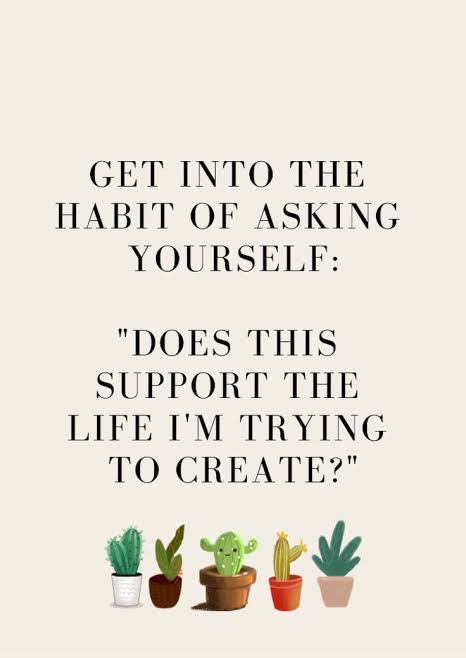 GET INTO THE
HABIT OF ASKING
YOURSELF:
"DOES THIS
SUPPORT THE
LIFE I'M TRYING
TO CREATE?"